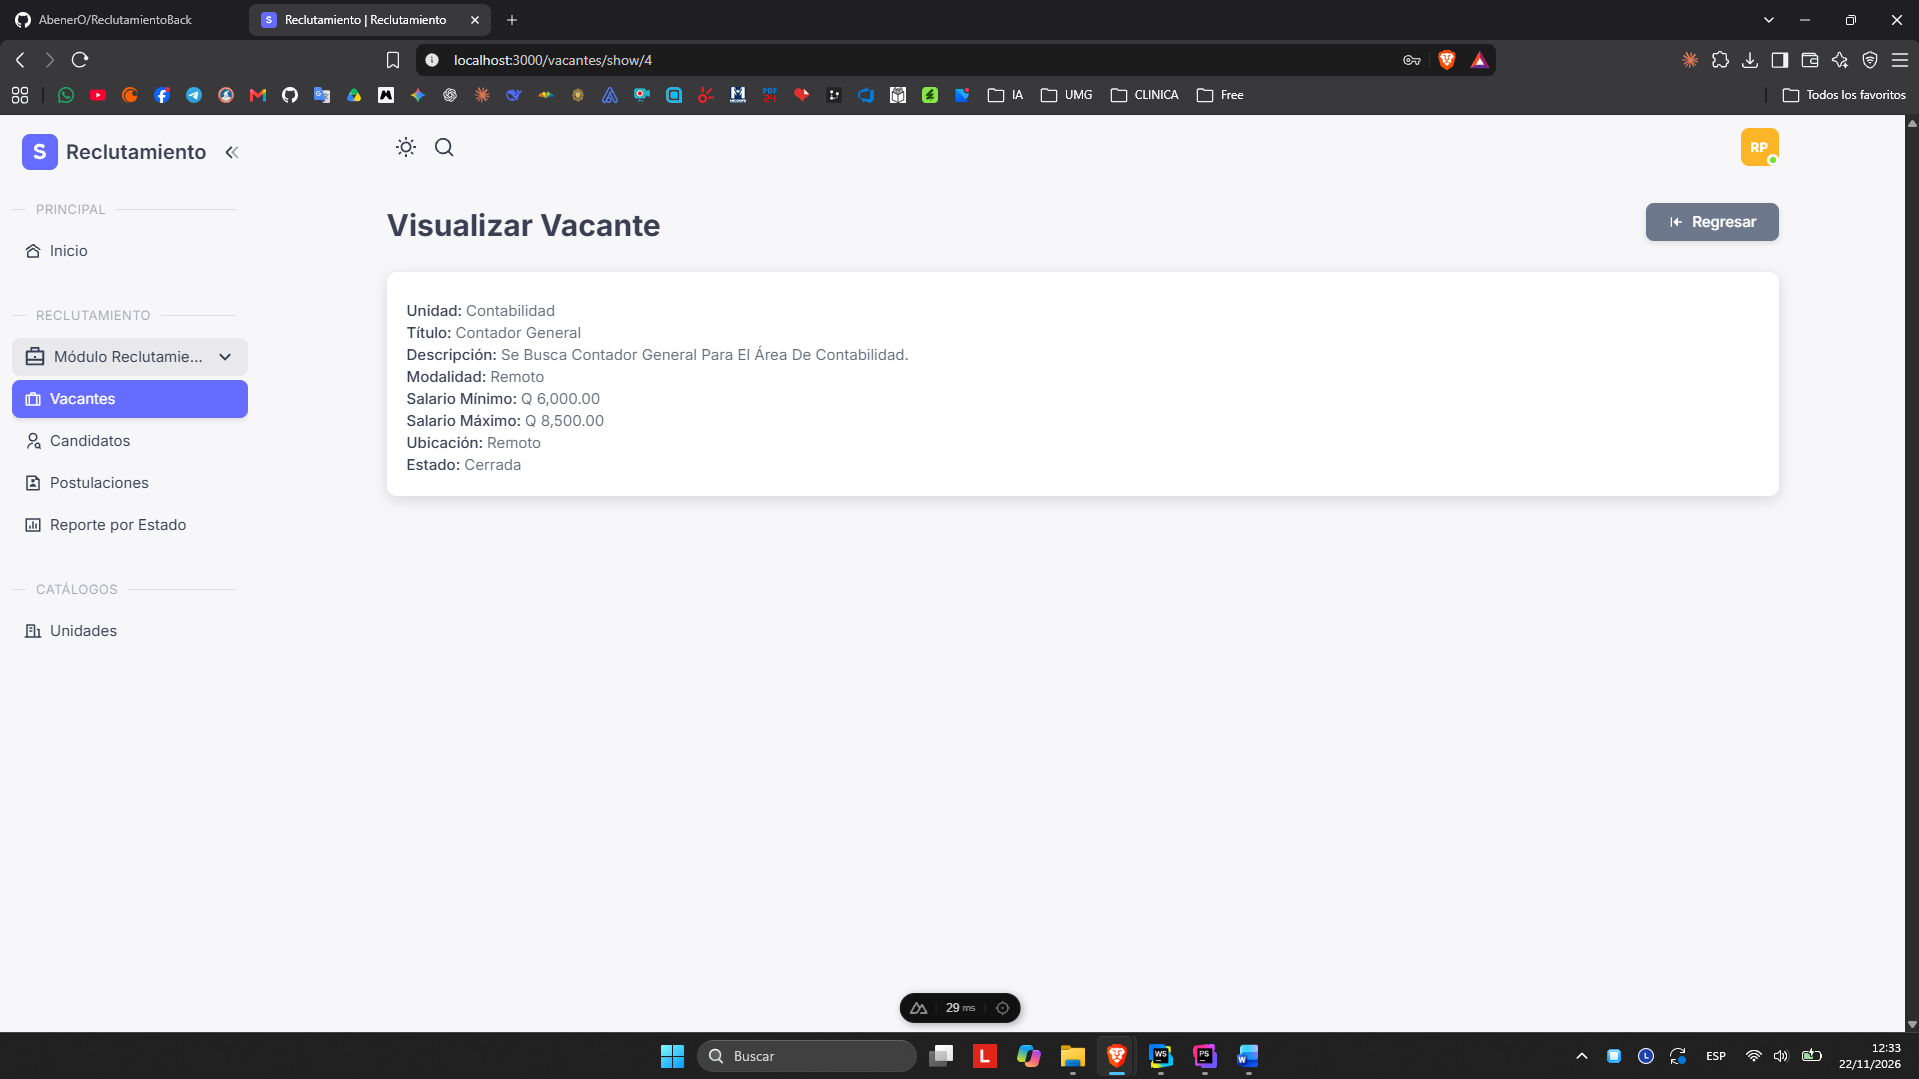 AbenerO/ReclutamientoBack
S Reclutamiento | Reclutamiento
localhost:3000/vacantes/show/4
IA
UMG
CLINICA
Free
Todos los favoritos
S Reclutamiento
RP
PRINCIPAL
Inicio
RECLUTAMIENTO
Módulo Reclutamie...
Vacantes
Candidatos
Postulaciones
Reporte por Estado
CATÁLOGOS
Unidades
Visualizar Vacante
Regresar
Unidad: Contabilidad
Título: Contador General
Descripción: Se Busca Contador General Para El Área De Contabilidad.
Modalidad: Remoto
Salario Mínimo: Q 6,000.00
Salario Máximo: Q 8,500.00
Ubicación: Remoto
Estado: Cerrada
29 ms
Buscar
L
WS
PS
W
L
ESP
12:33
22/11/2026